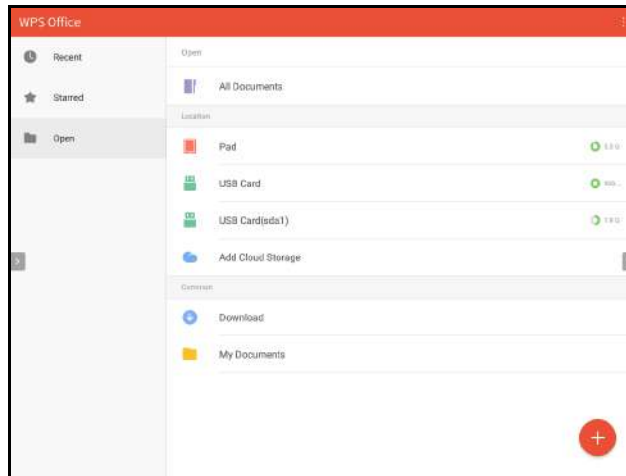 WPS Office
Recent
Starred
Open
Open
All Documents
Location
Pad
USB Card
USB Card(sda1)
Add Cloud Storage
Common
Download
My Documents